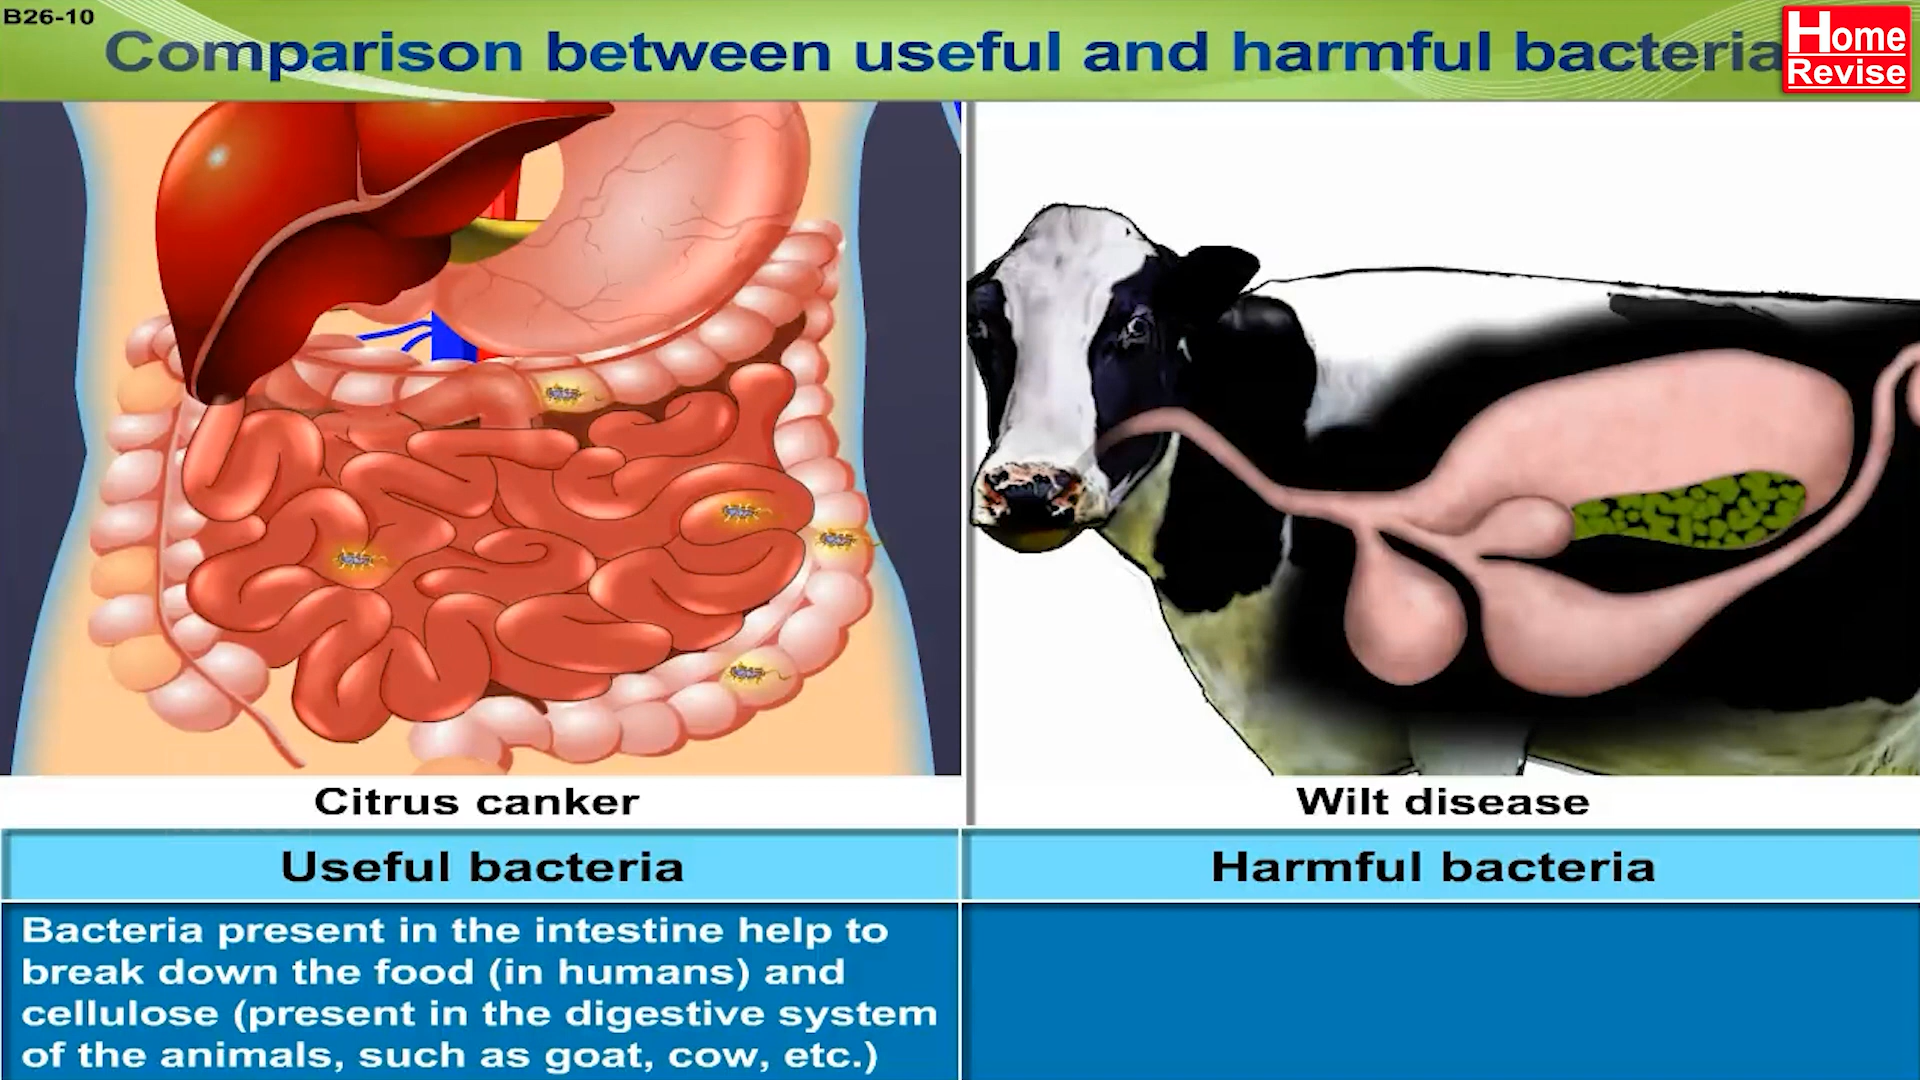 B26-10
Comparison between useful and harmful bacteria
Home
Revise
Citrus canker
Wilt disease
Useful bacteria
Harmful bacteria
Bacteria present in the intestine help to
break down the food (in humans) and
cellulose (present in the digestive system
of the animals, such as goat, cow, etc.)